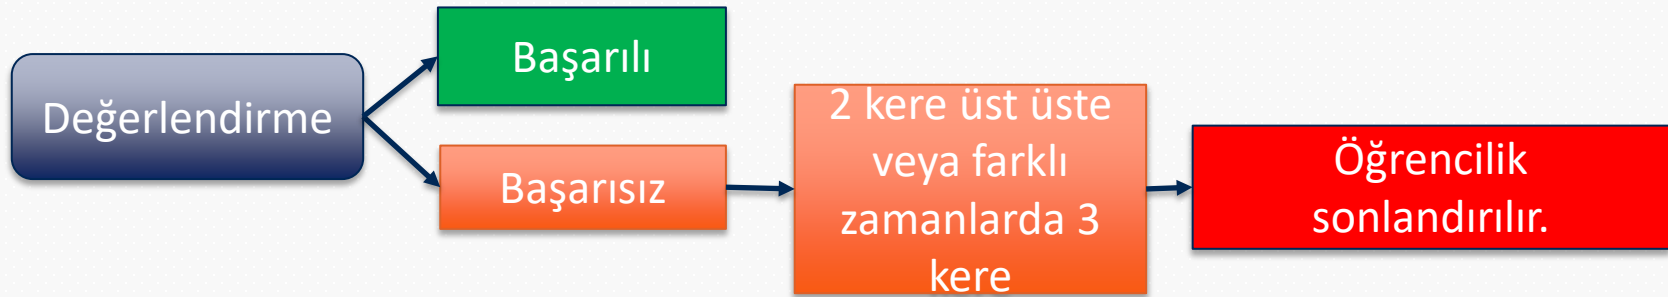 Değerlendirme
Başarılı
Başarısız
2 kere üst üste
veya farklı
zamanlarda 3
kere
Öğrencilik
sonlandırılır.